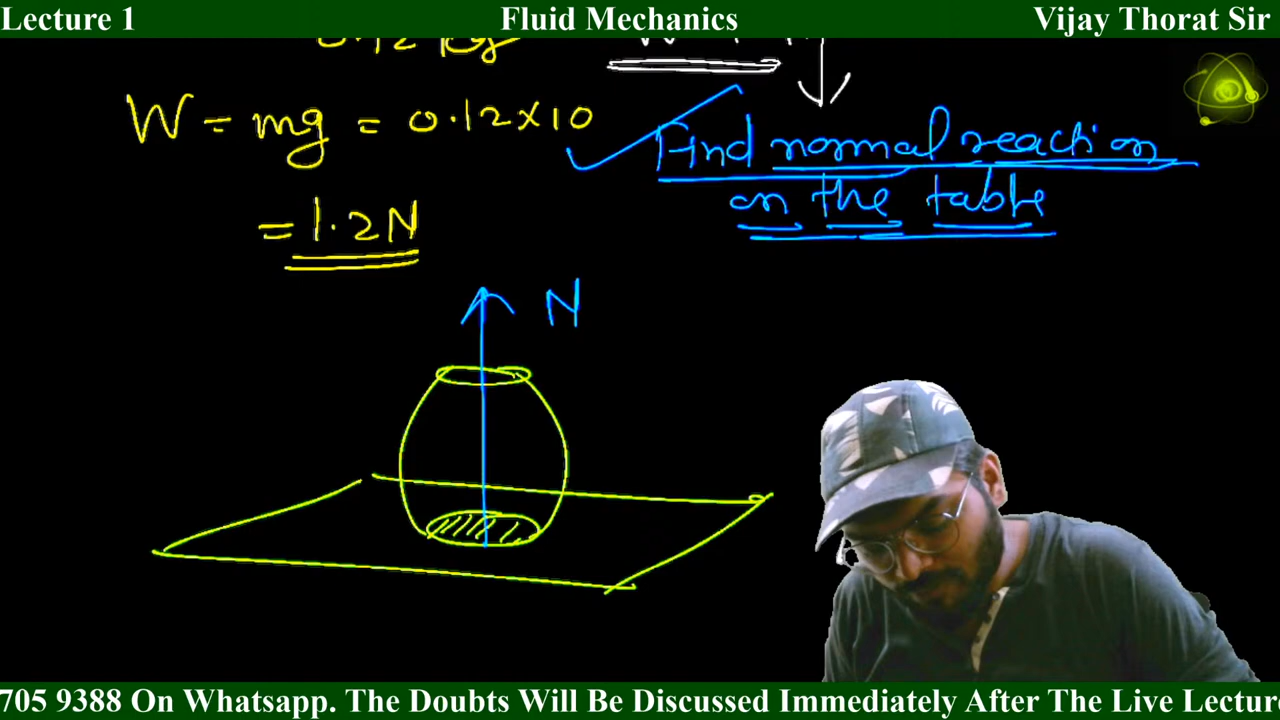 Lecture 1 Fluid Mechanics Vijay Thorat Sir
W = mg = 0.12×10
= 1.2N
Find normal reaction
on the table
N
705 9388 On Whatsapp. The Doubts Will Be Discussed Immediately After The Live Lecture